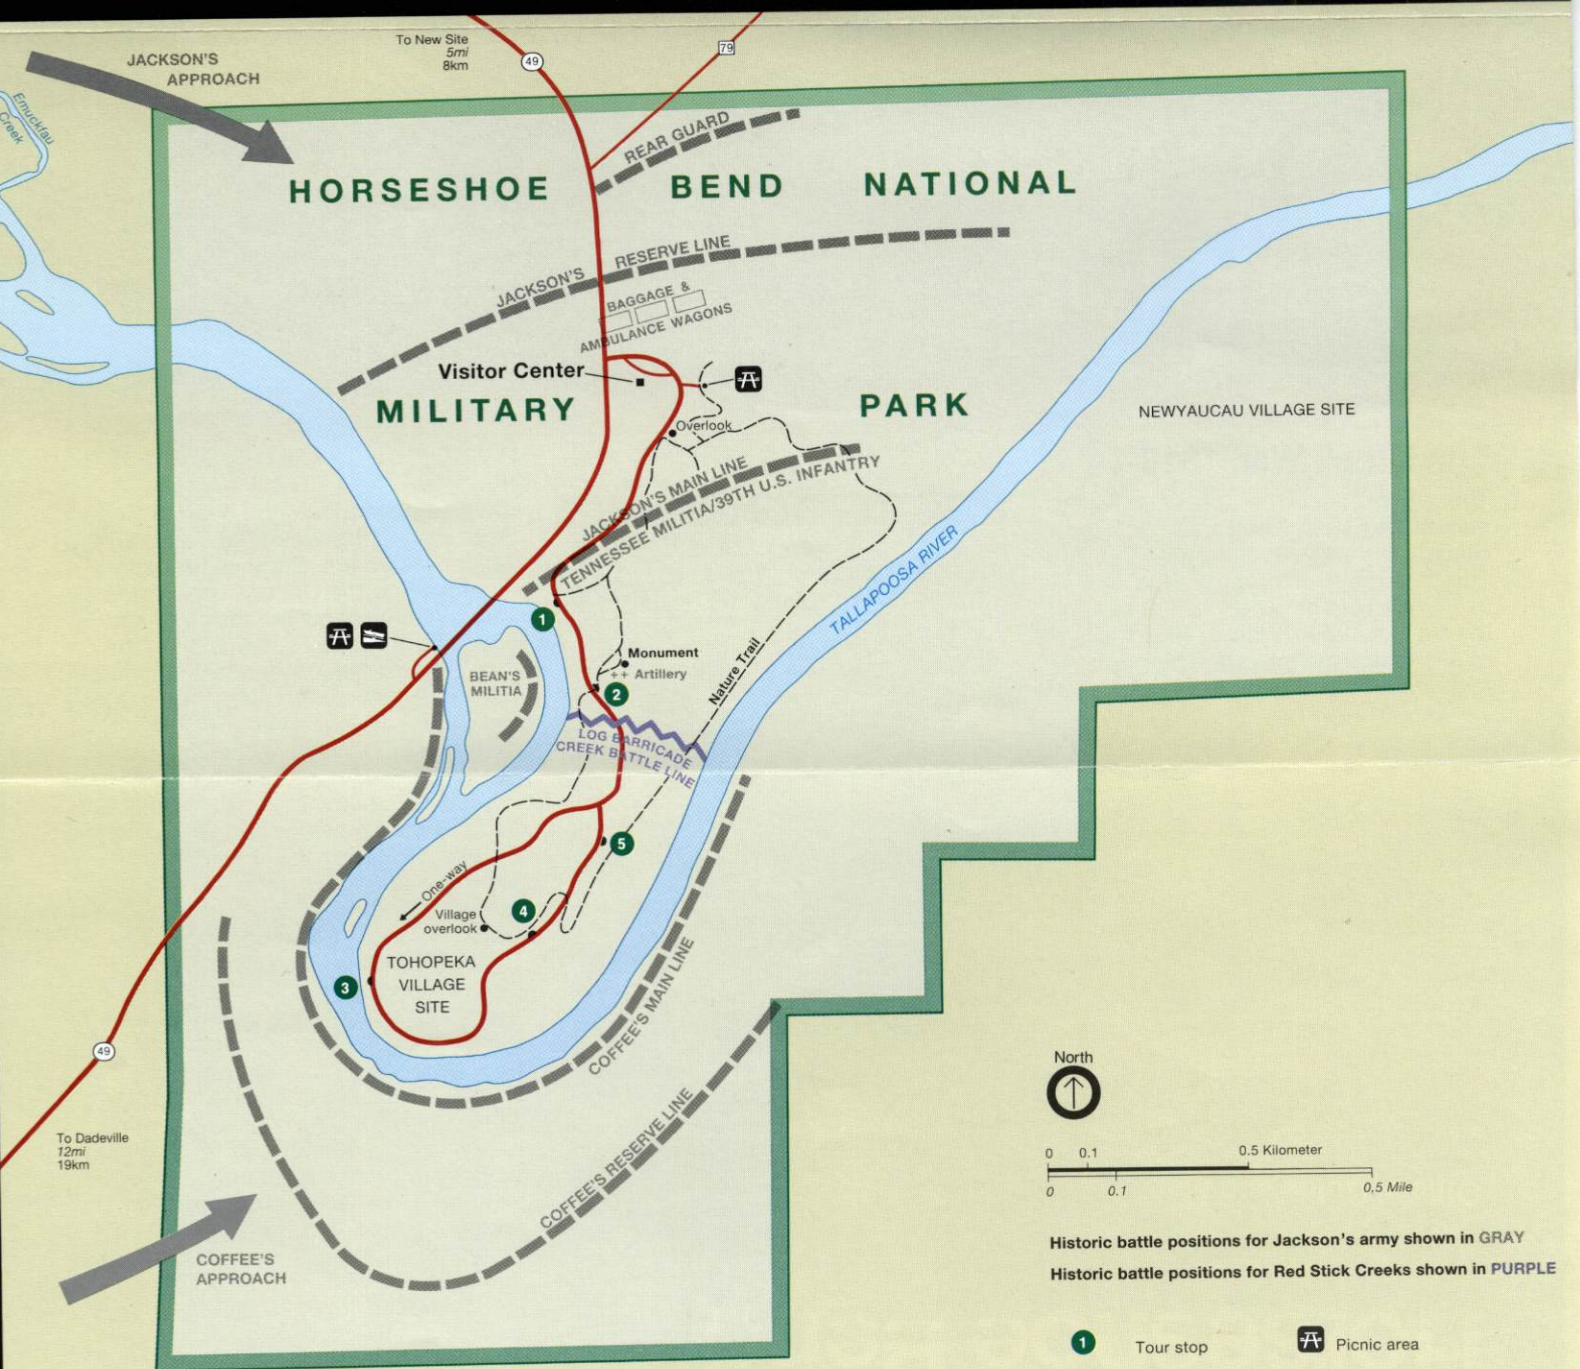 To New Site
5mi
8km
49
79
JACKSON'S
APPROACH
Emuckfau
Creek
REAR GUARD
HORSESHOE BEND NATIONAL
JACKSON'S RESERVE LINE
BAGGAGE &
AMBULANCE WAGONS
Visitor Center
MILITARY PARK
NEWYAUCAU VILLAGE SITE
Overlook
JACKSON'S MAIN LINE
TENNESSEE MILITIA/39TH U.S. INFANTRY
TALLAPOOSA RIVER
1
Monument
++ Artillery
BEAN'S
MILITIA
2
Nature Trail
LOG BARRICADE
CREEK BATTLE LINE
5
One-way
4
Village
overlook
TOHOPEKA
VILLAGE
SITE
3
COFFEE'S MAIN LINE
49
COFFEE'S RESERVE LINE
To Dadeville
12mi
19km
COFFEE'S
APPROACH
North
0 0.1 0.5 Kilometer
0 0.1 0.5 Mile
Historic battle positions for Jackson's army shown in GRAY
Historic battle positions for Red Stick Creeks shown in PURPLE
1 Tour stop
Picnic area